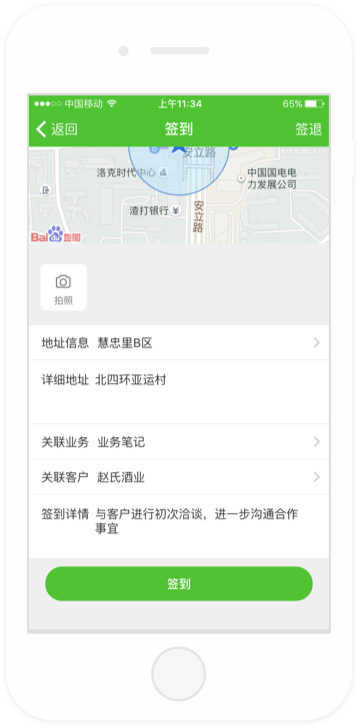 中国移动 上午11:34 65%
返回 签到 签退
安立路
洛克时代中心
中国国电电
力发展公司
渣打银行
安立路
Bai 地图
拍照
地址信息 慧忠里B区
详细地址 北四环亚运村
关联业务 业务笔记
关联客户 赵氏酒业
签到详情 与客户进行初次洽谈，进一步沟通合作
事宜
签到